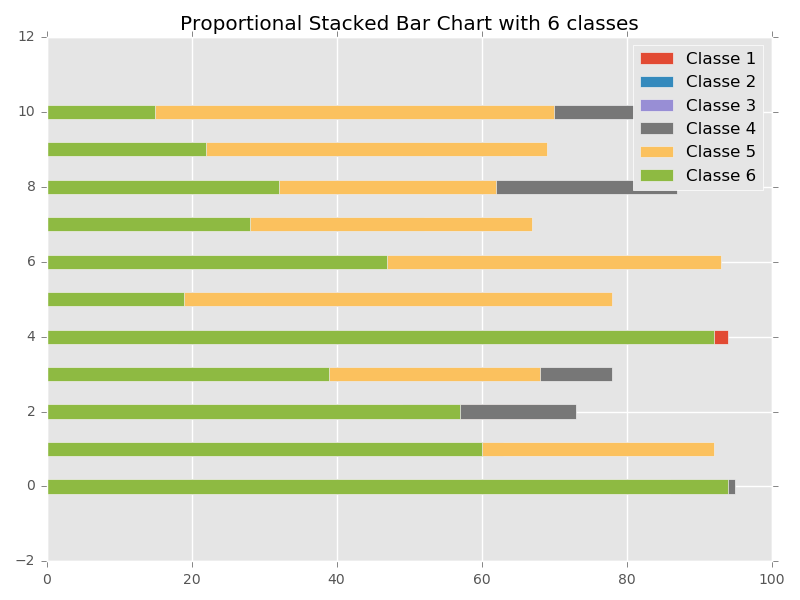 Proportional Stacked Bar Chart with 6 classes
12
10
8
6
4
2
0
−2
0 20 40 60 80 100
Classe 1
Classe 2
Classe 3
Classe 4
Classe 5
Classe 6